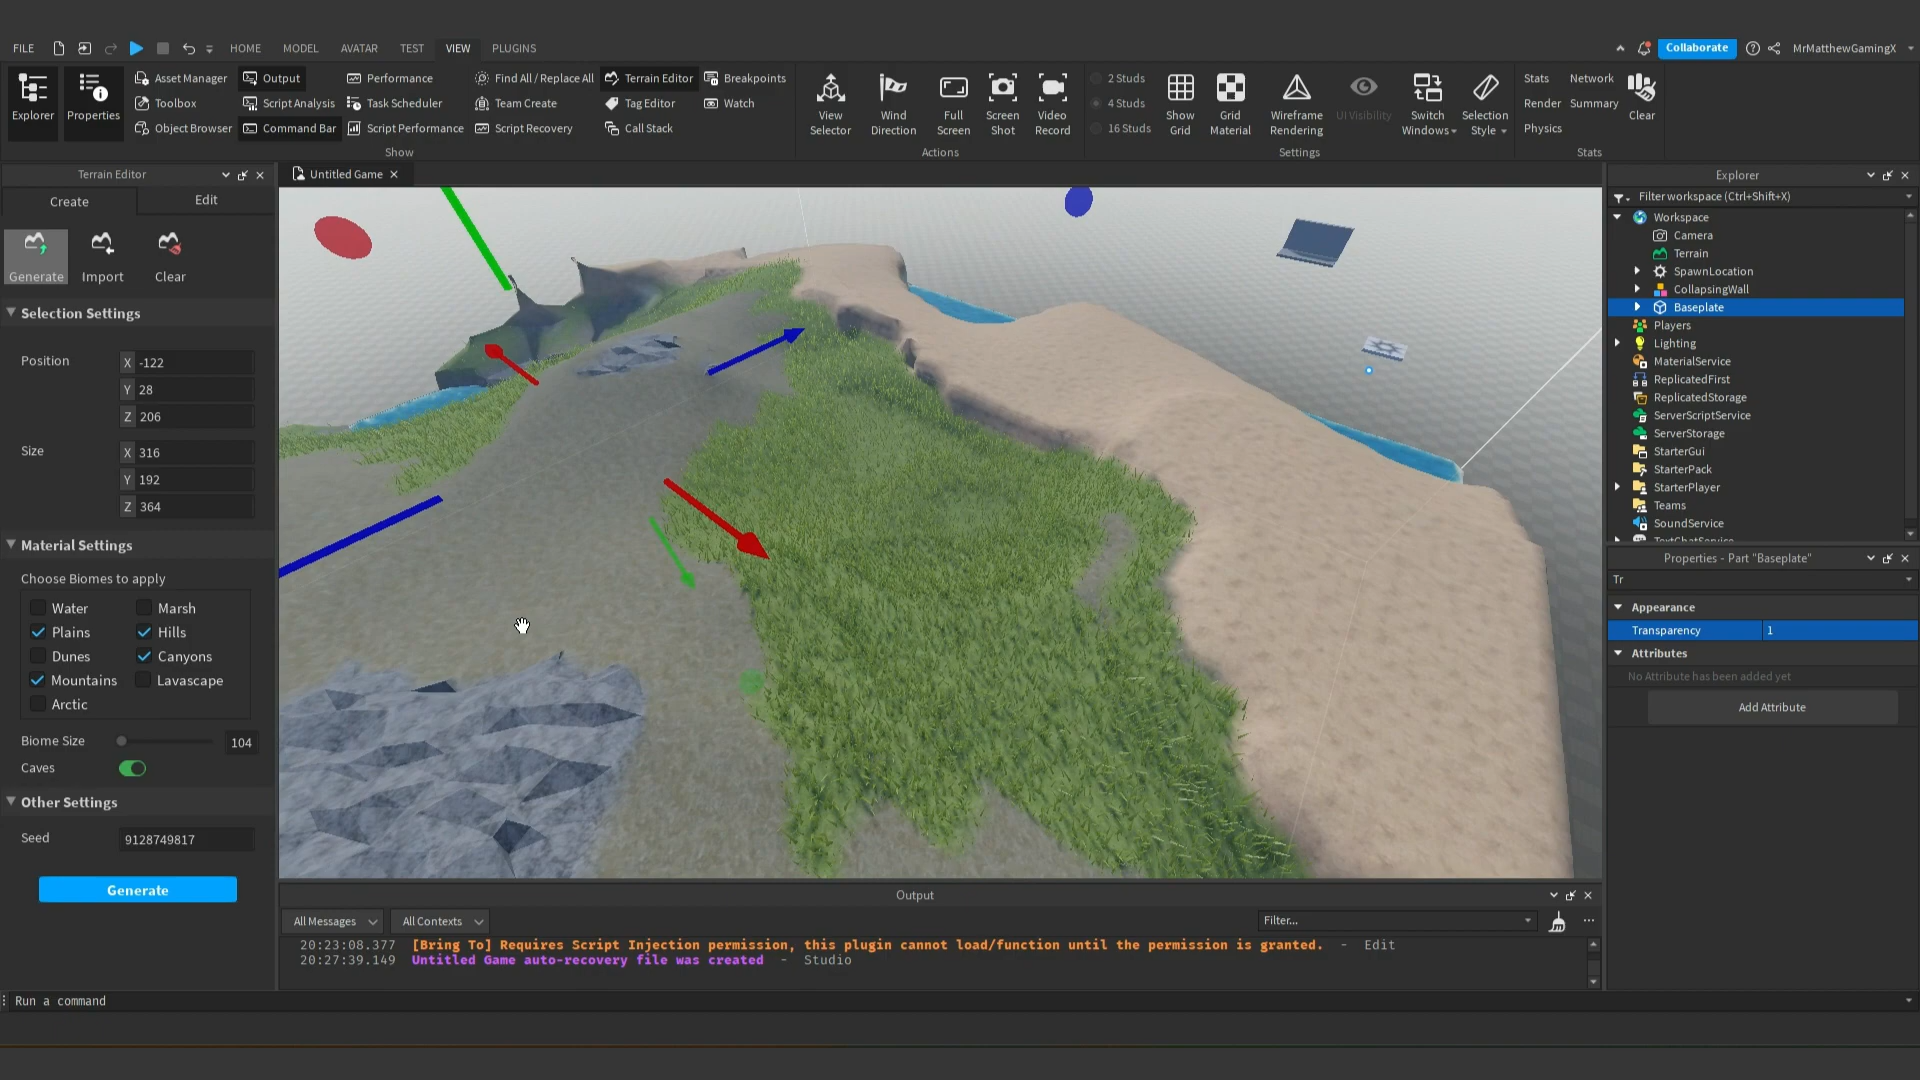 FILE HOME MODEL AVATAR TEST VIEW PLUGINS Collaborate MrMatthewGamingX
Explorer
Properties
Asset Manager
Toolbox
Object Browser
Output
Script Analysis
Command Bar
Performance
Task Scheduler
Script Performance
Find All / Replace All
Team Create
Script Recovery
Terrain Editor
Tag Editor
Call Stack
Breakpoints
Watch
Show
View
Selector
Wind
Direction
Full
Screen
Screen
Shot
Video
Record
Actions
2 Studs
4 Studs
16 Studs
Show
Grid
Grid
Material
Wireframe
Rendering
UI Visibility
Switch
Windows
Selection
Style
Settings
Stats
Render
Physics
Network
Summary
Clear
Stats
Terrain Editor
Create Edit
Generate Import Clear
Selection Settings
Position X -122
Y 28
Z 206
Size X 316
Y 192
Z 364
Material Settings
Choose Biomes to apply
Water Marsh
Plains Hills
Dunes Canyons
Mountains Lavascape
Arctic
Biome Size 104
Caves
Other Settings
Seed 9128749817
Generate
Untitled Game
Explorer
Filter workspace (Ctrl+Shift+X)
Workspace
Camera
Terrain
SpawnLocation
CollapsingWall
Baseplate
Players
Lighting
MaterialService
ReplicatedFirst
ReplicatedStorage
ServerScriptService
ServerStorage
StarterGui
StarterPack
StarterPlayer
Teams
SoundService
TextChatService
Properties - Part "Baseplate"
Tr
Appearance
Transparency 1
Attributes
No Attribute has been added yet
Add Attribute
Output
All Messages All Contexts Filter...
20:23:08.377 [Bring To] Requires Script Injection permission, this plugin cannot load/function until the permission is granted. - Edit
20:27:39.149 Untitled Game auto-recovery file was created - Studio
Run a command